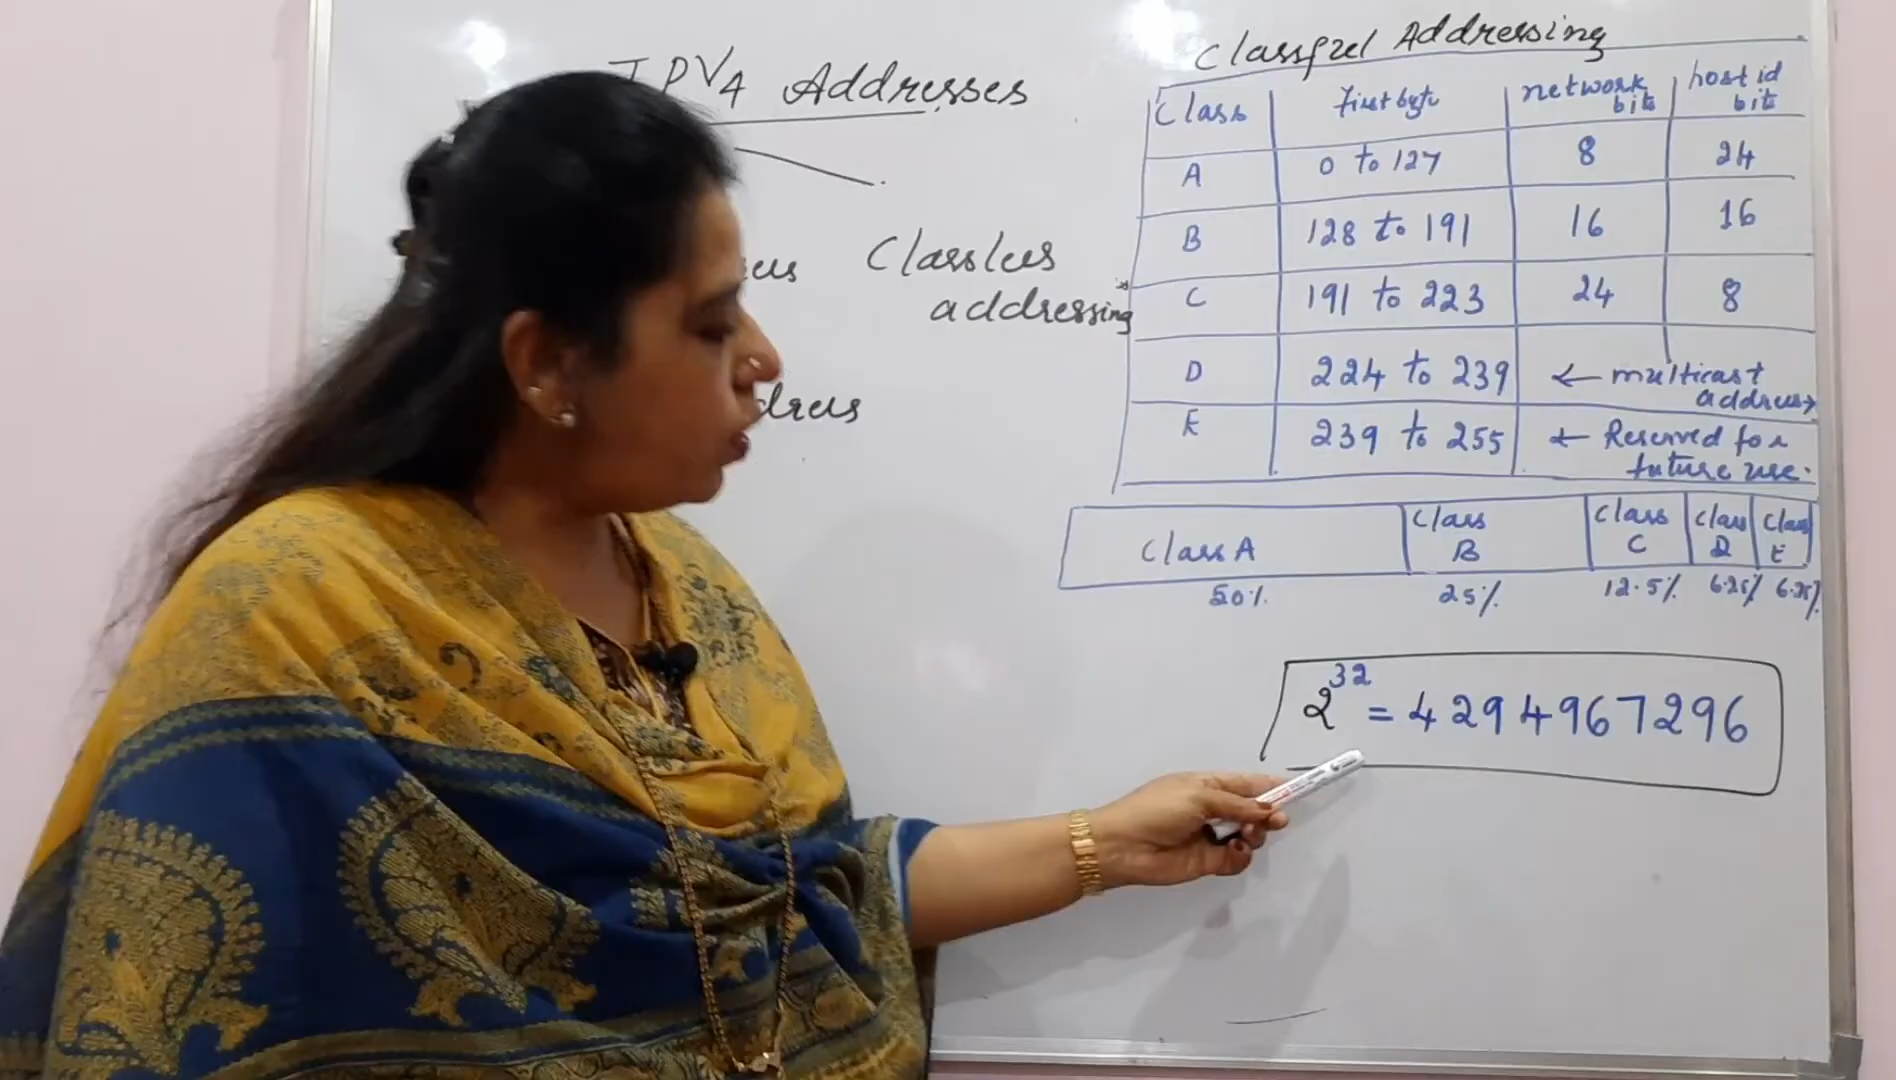 IPV4 Addresses
Classles
addressing
Classful Addressing
Class First byte network bits host id bits
A 0 to 127 8 24
B 128 to 191 16 16
C 191 to 223 24 8
D 224 to 239 ← multicast
address
E 239 to 255 ← Reserved for
future use.
Class A Class B Class C Class D Class E
50% 25% 12.5% 6.25% 6.25%
2³² = 4294967296